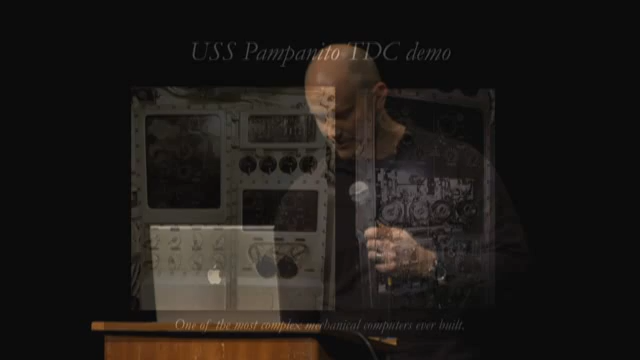 USS Pampanito TDC demo
One of the most complex mechanical computers ever built.